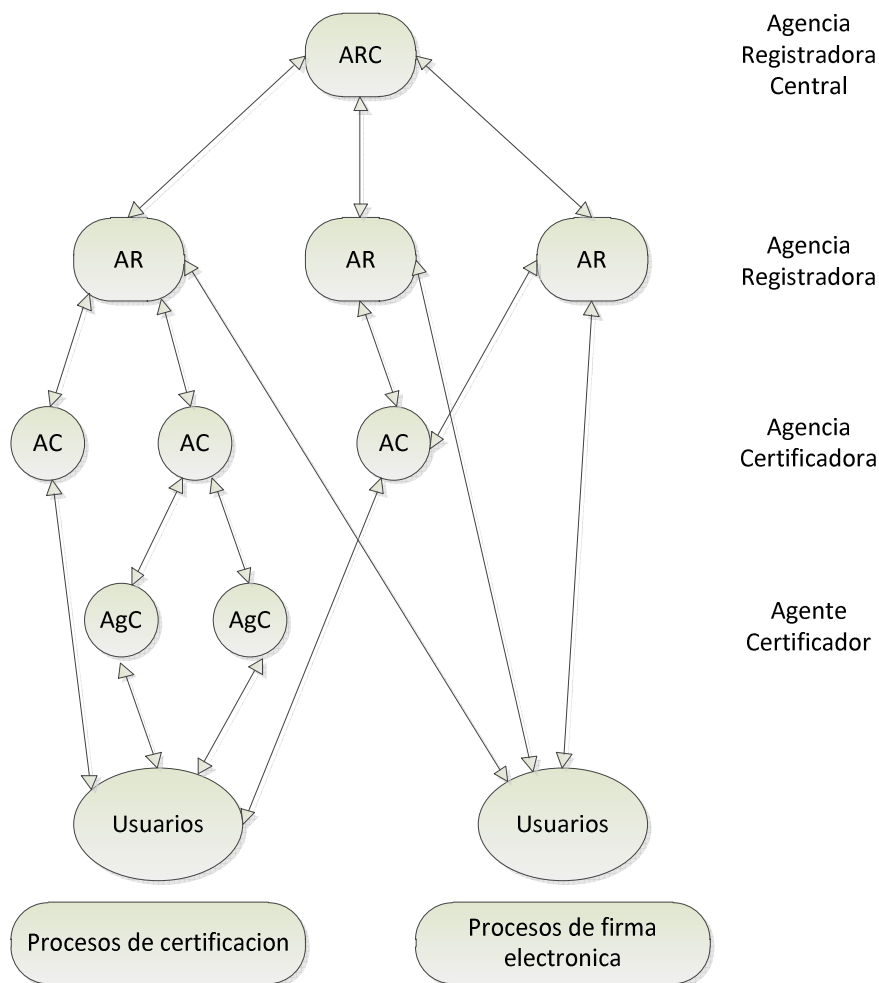 ARC
Agencia
Registradora
Central
AR
AR
AR
Agencia
Registradora
AC
AC
AC
Agencia
Certificadora
AgC
AgC
Agente
Certificador
Usuarios
Usuarios
Procesos de certificacion
Procesos de firma
electronica